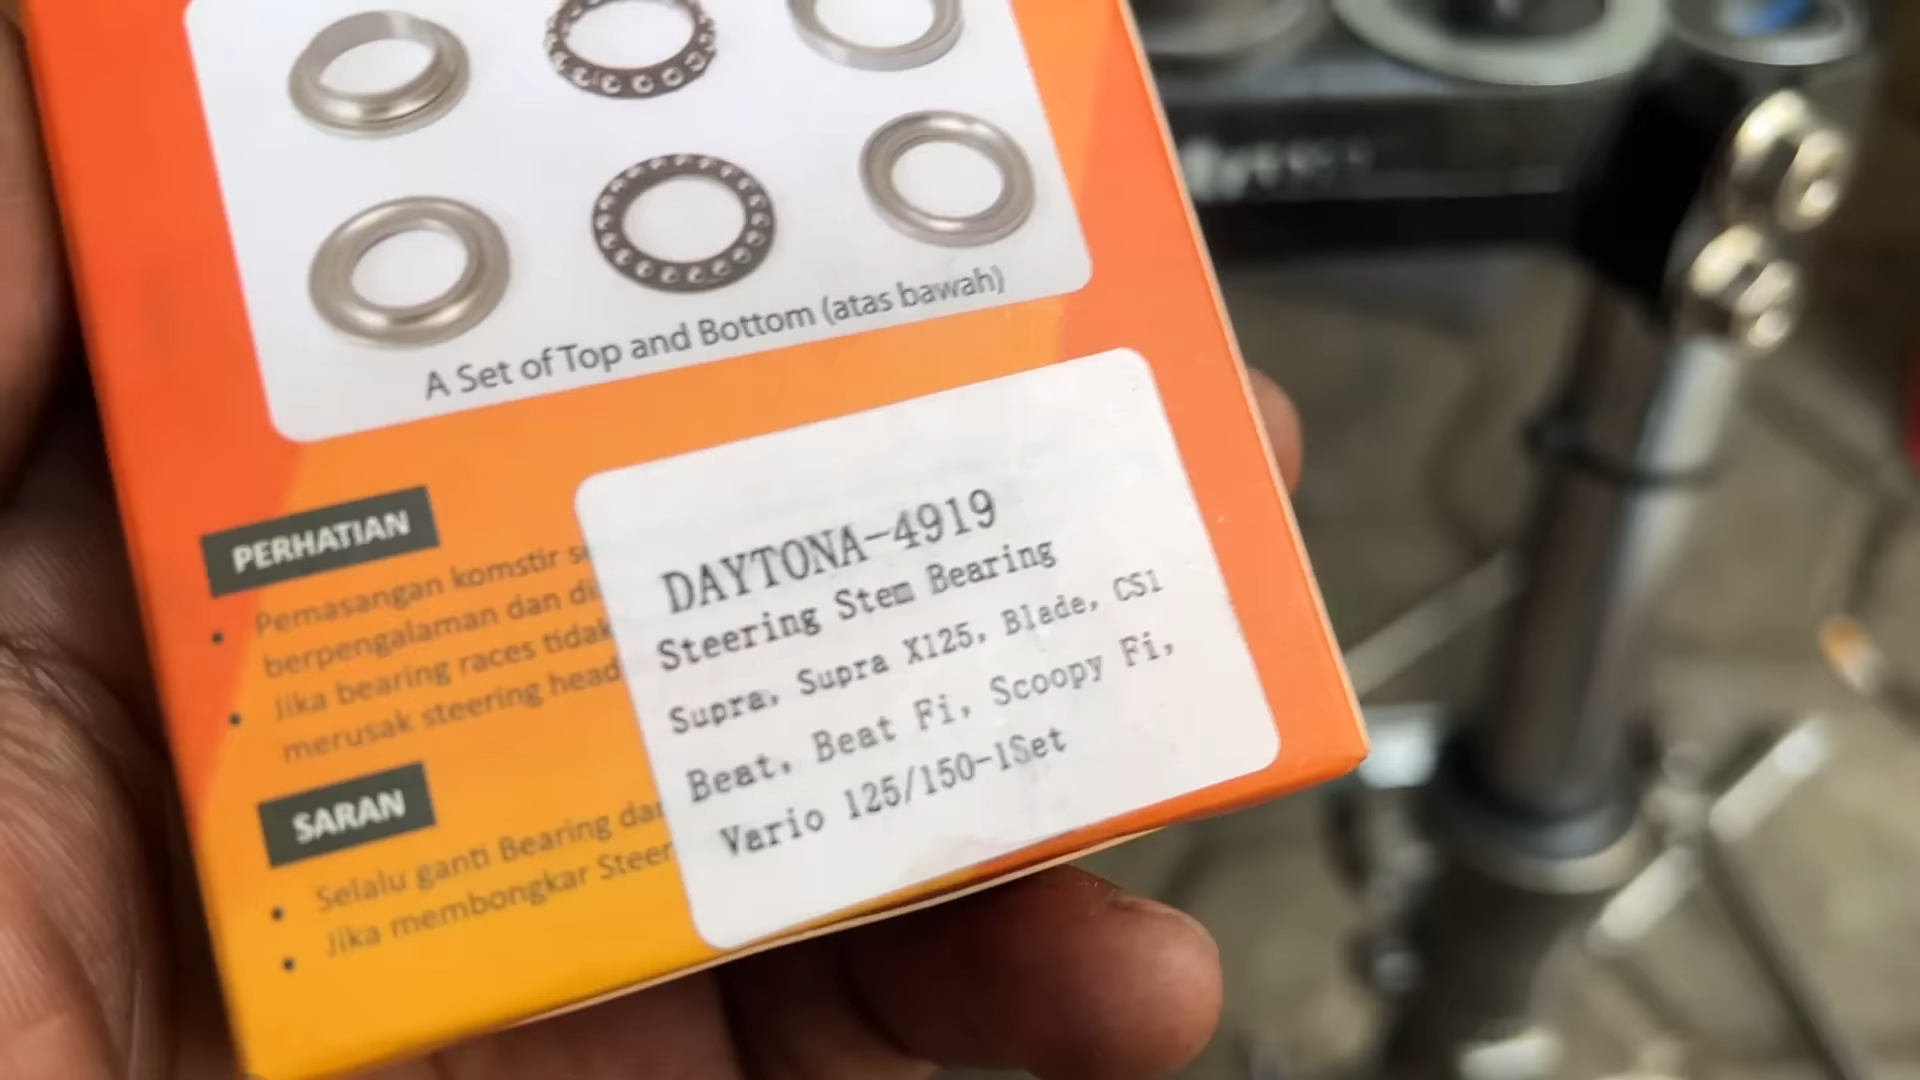 A Set of Top and Bottom (atas bawah)
PERHATIAN
• Pemasangan komstir
berpengalaman dan
• Jika bearing races tidak
merusak steering head
SARAN
• Selalu ganti Bearing
• Jika membongkar
DAYTONA-4919
Steering Stem Bearing
Supra, Supra X125, Blade, CS1
Beat, Beat Fi, Scoopy Fi,
Vario 125/150-1Set